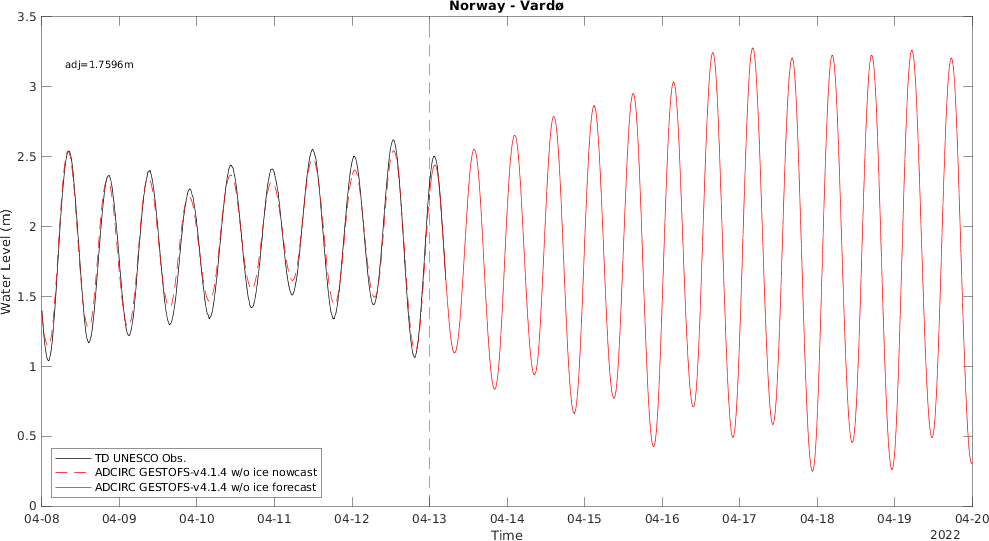 Norway - Vardø
3.5
adj=1.7596m
3
2.5
2
Water Level (m)
1.5
1
0.5
TD UNESCO Obs.
ADCIRC GESTOFS-v4.1.4 w/o ice nowcast
ADCIRC GESTOFS-v4.1.4 w/o ice forecast
0
04-08 04-09 04-10 04-11 04-12 04-13 04-14 04-15 04-16 04-17 04-18 04-19 04-20
Time
2022